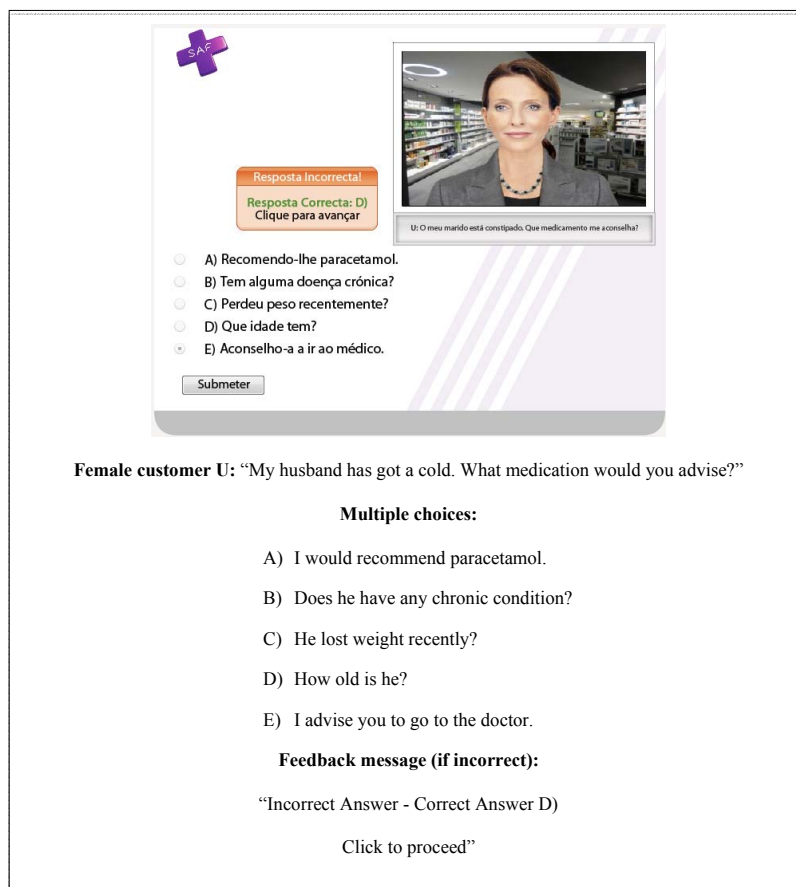 SAF
Resposta Incorrecta!
Resposta Correcta: D)
Clique para avançar
U: O meu marido está constipado. Que medicamento me aconselha?
A) Recomendo-lhe paracetamol.
B) Tem alguma doença crónica?
C) Perdeu peso recentemente?
D) Que idade tem?
E) Aconselho-a a ir ao médico.
Submeter
Female customer U: “My husband has got a cold. What medication would you advise?”
Multiple choices:
A) I would recommend paracetamol.
B) Does he have any chronic condition?
C) He lost weight recently?
D) How old is he?
E) I advise you to go to the doctor.
Feedback message (if incorrect):
“Incorrect Answer - Correct Answer D)
Click to proceed”